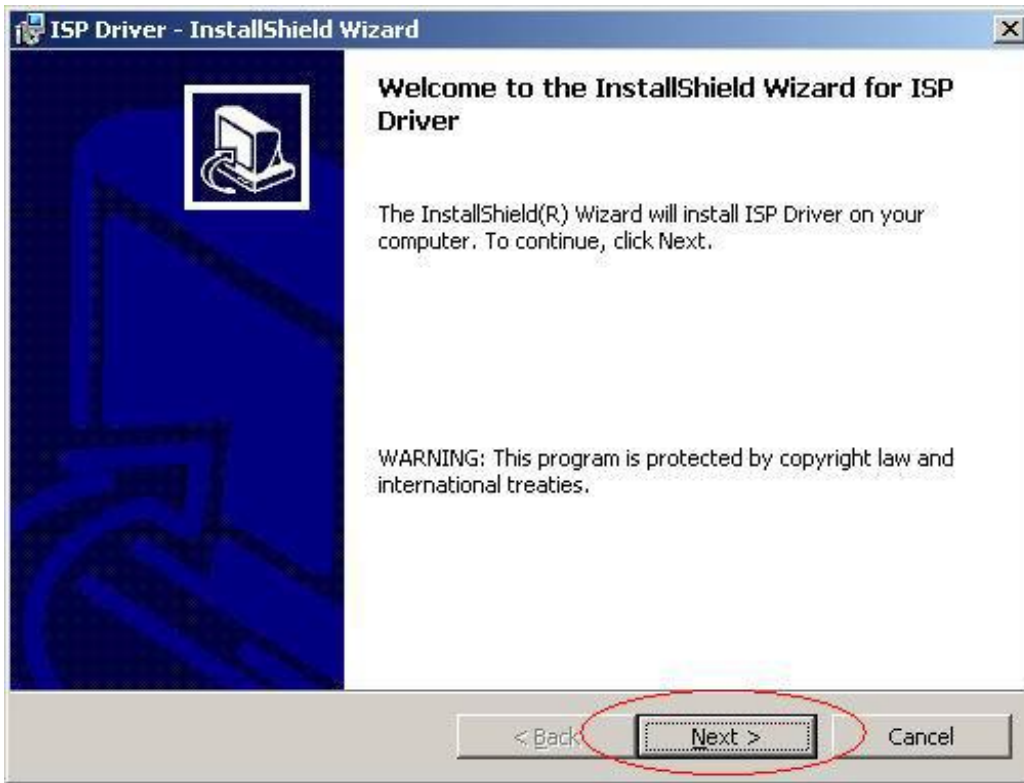 ISP Driver - InstallShield Wizard
Welcome to the InstallShield Wizard for ISP
Driver
The InstallShield(R) Wizard will install ISP Driver on your
computer. To continue, click Next.
WARNING: This program is protected by copyright law and
international treaties.
< Back
Next >
Cancel